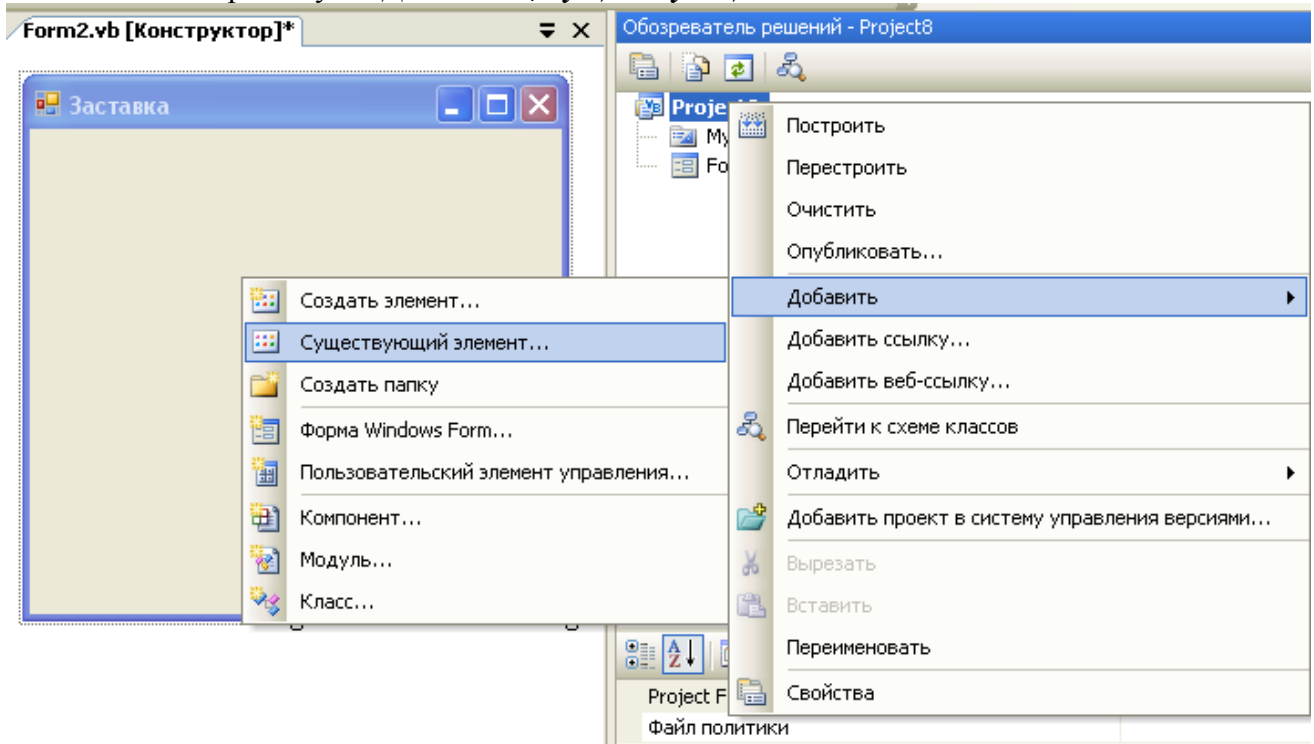 Form2.vb [Конструктор]*
Обозреватель решений - Project8
Заставка
Построить
Перестроить
Очистить
Опубликовать...
Добавить
Добавить ссылку...
Добавить веб-ссылку...
Перейти к схеме классов
Отладить
Добавить проект в систему управления версиями...
Вырезать
Вставить
Переименовать
Свойства
Создать элемент...
Существующий элемент...
Создать папку
Форма Windows Form...
Пользовательский элемент управления...
Компонент...
Модуль...
Класс...
Project F
Файл политики